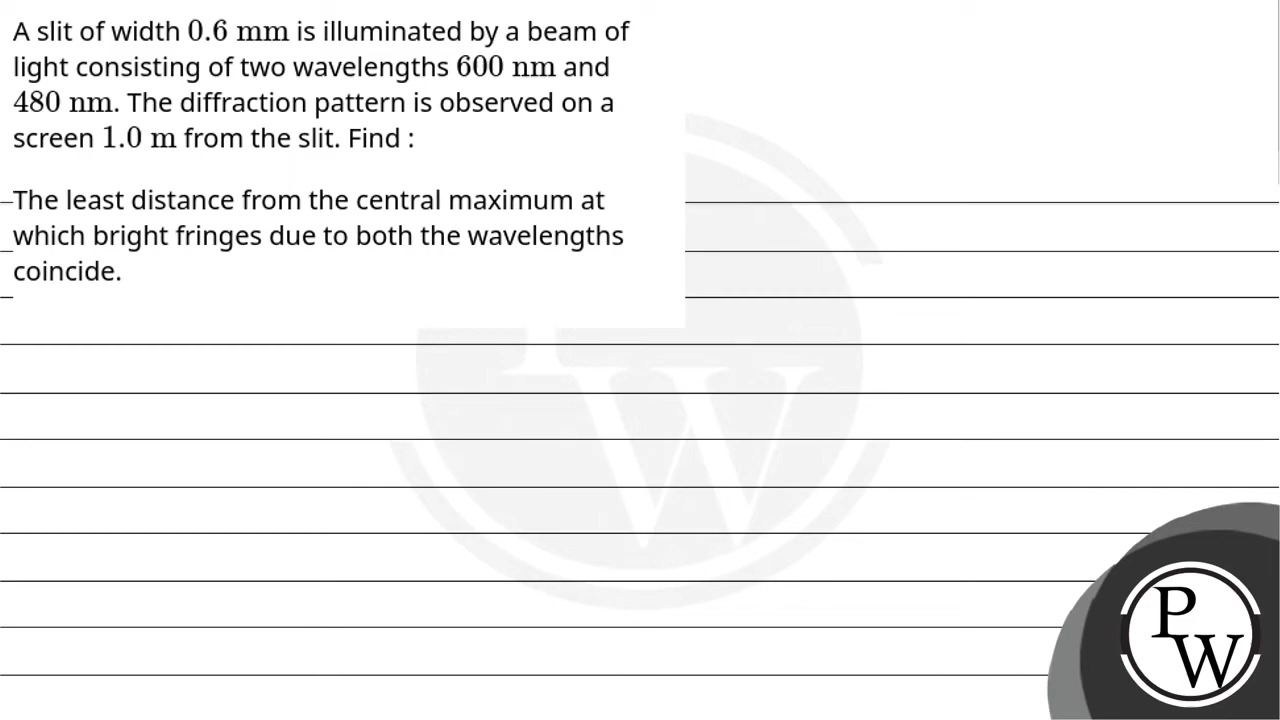 A slit of width 0.6 mm is illuminated by a beam of
light consisting of two wavelengths 600 nm and
480 nm. The diffraction pattern is observed on a
screen 1.0 m from the slit. Find :
The least distance from the central maximum at
which bright fringes due to both the wavelengths
coincide.
W
P
W